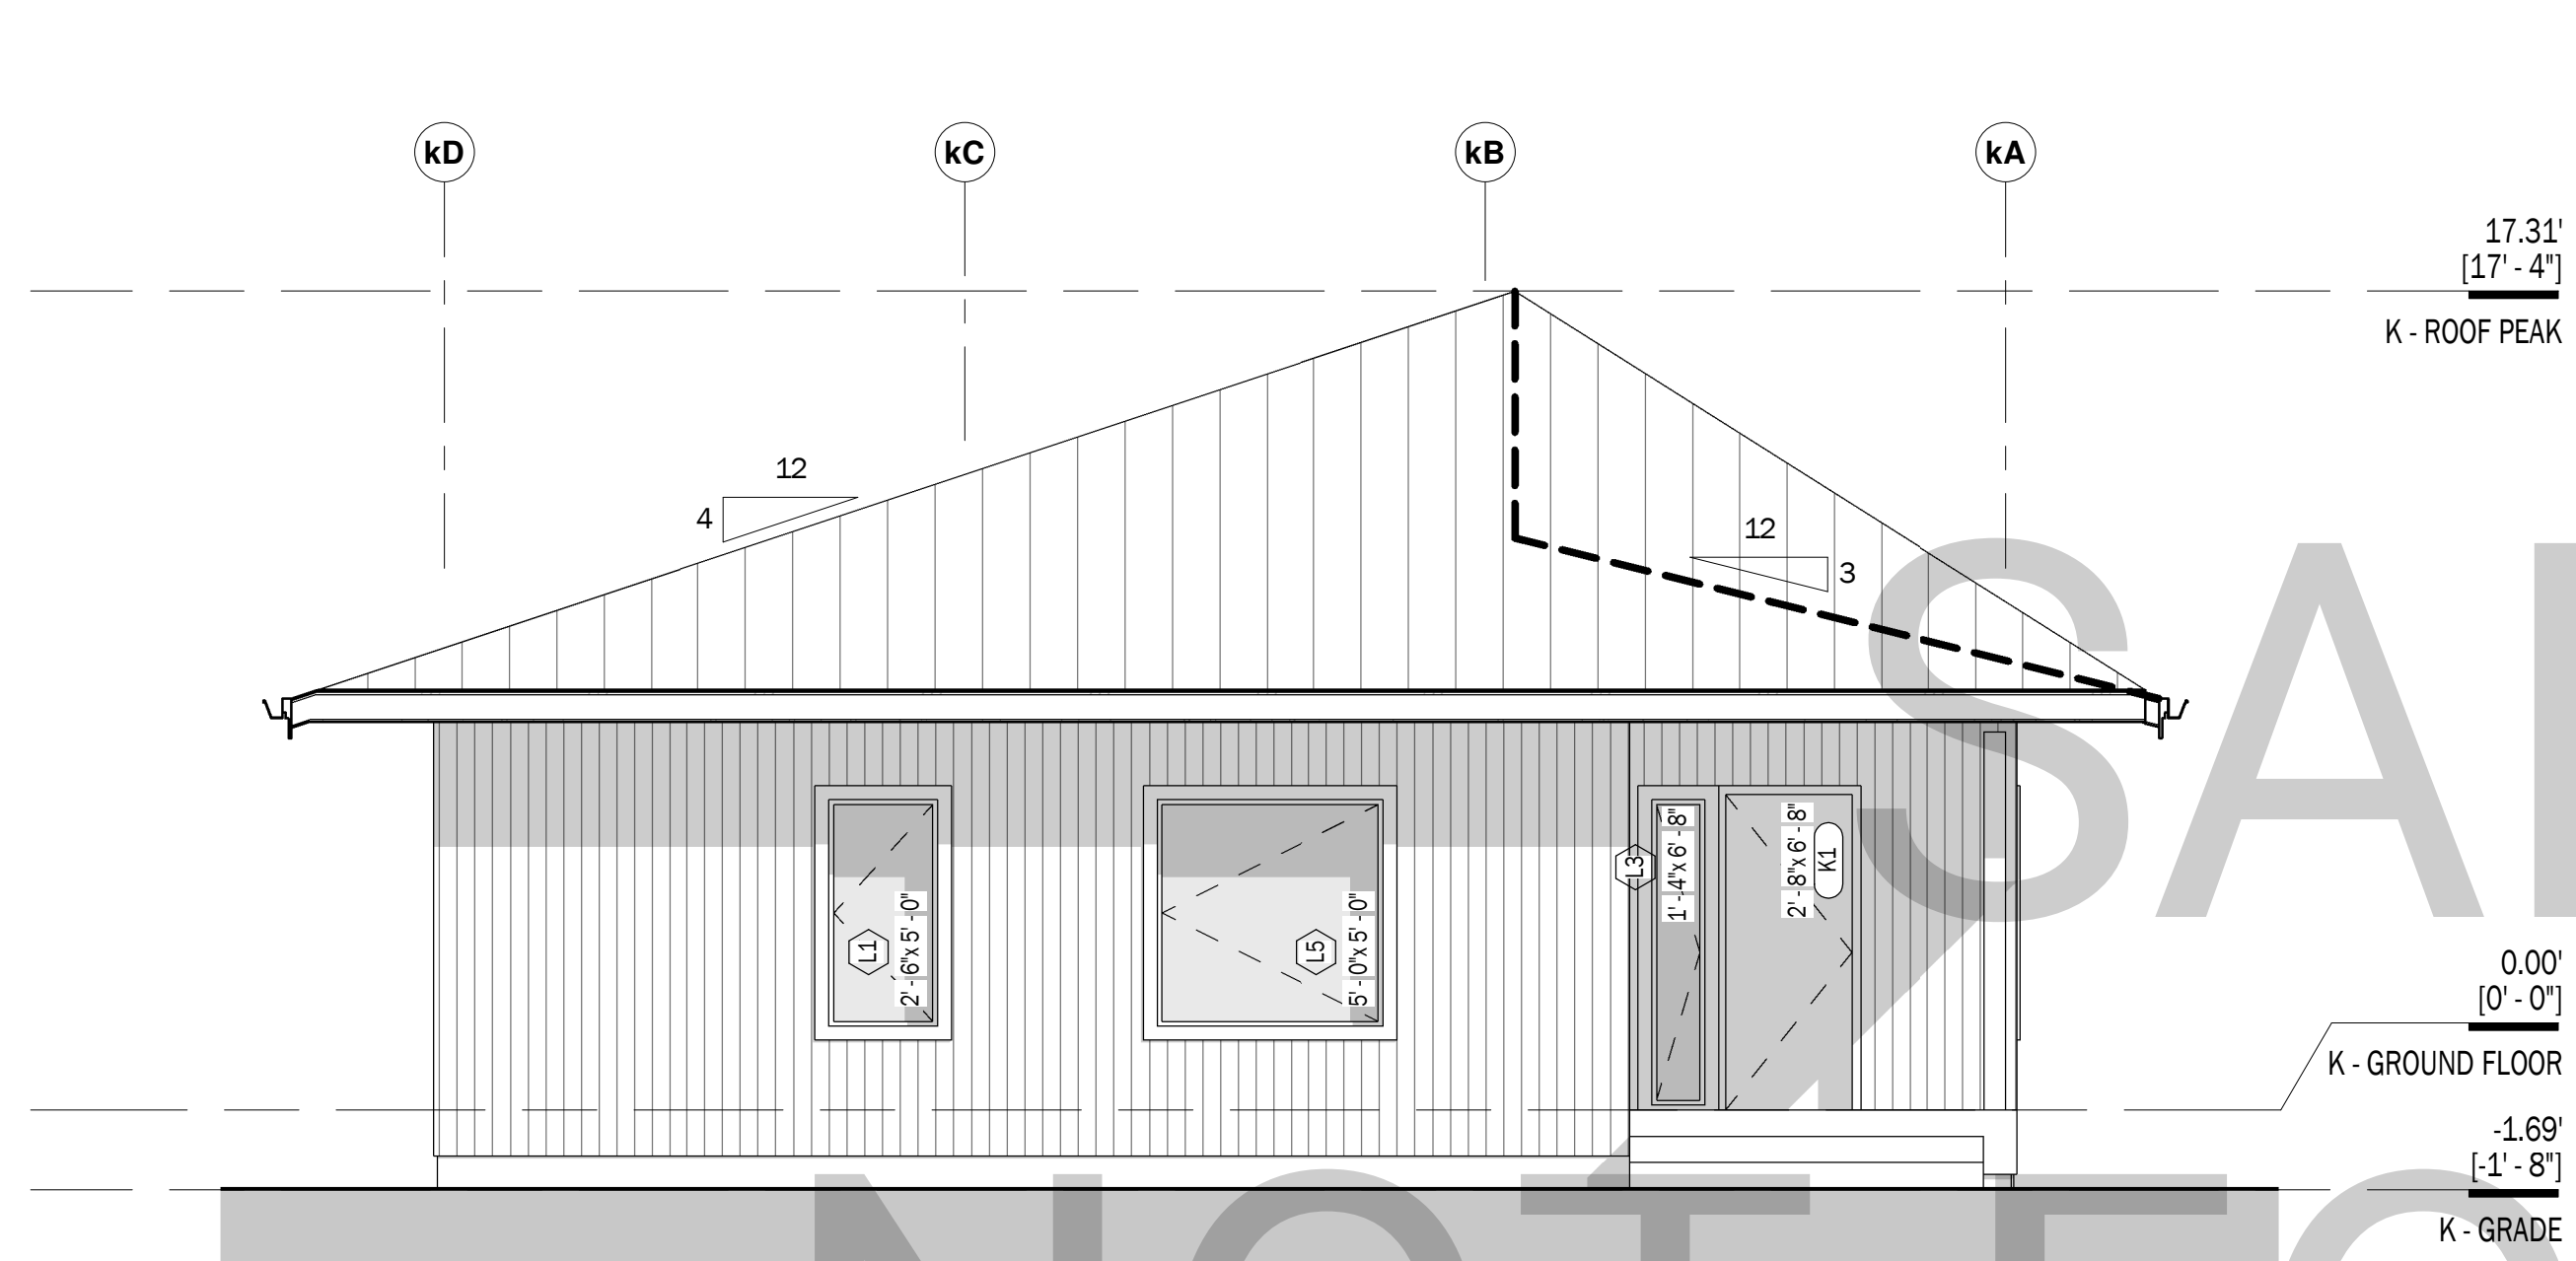 kD
kC
kB
kA
17.31'
[17' - 4"]
K - ROOF PEAK
12
4
12
3
L1
2' - 6"x 5' - 0"
L5
5' - 0"x 5' - 0"
L3
1' - 4"x 6' - 8"
2' - 8"x 6' - 8"
K1
0.00'
[0' - 0"]
K - GROUND FLOOR
-1.69'
[-1' - 8"]
K - GRADE
SA
NOT